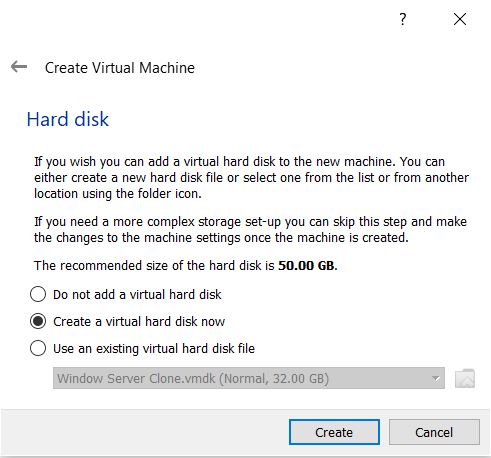 ?
Create Virtual Machine
Hard disk
If you wish you can add a virtual hard disk to the new machine. You can
either create a new hard disk file or select one from the list or from another
location using the folder icon.
If you need a more complex storage set-up you can skip this step and make
the changes to the machine settings once the machine is created.
The recommended size of the hard disk is 50.00 GB.
Do not add a virtual hard disk
Create a virtual hard disk now
Use an existing virtual hard disk file
Window Server Clone.vmdk (Normal, 32.00 GB)
Create Cancel